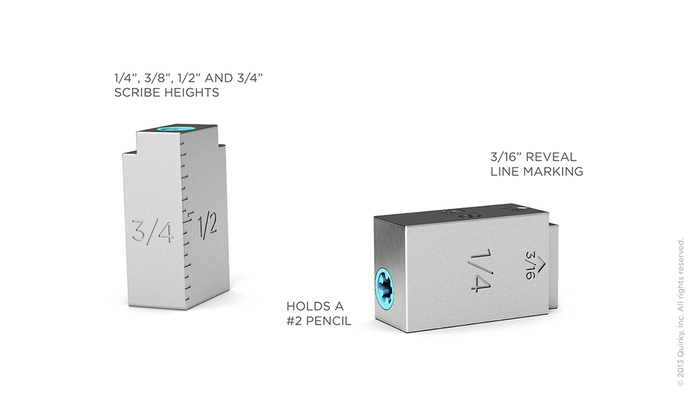 1/4”, 3/8”, 1/2” AND 3/4”
SCRIBE HEIGHTS
3/4
1/2
3/16” REVEAL
LINE MARKING
1/4
3/16
HOLDS A
#2 PENCIL
© 2013 Quirky, Inc. All rights reserved.